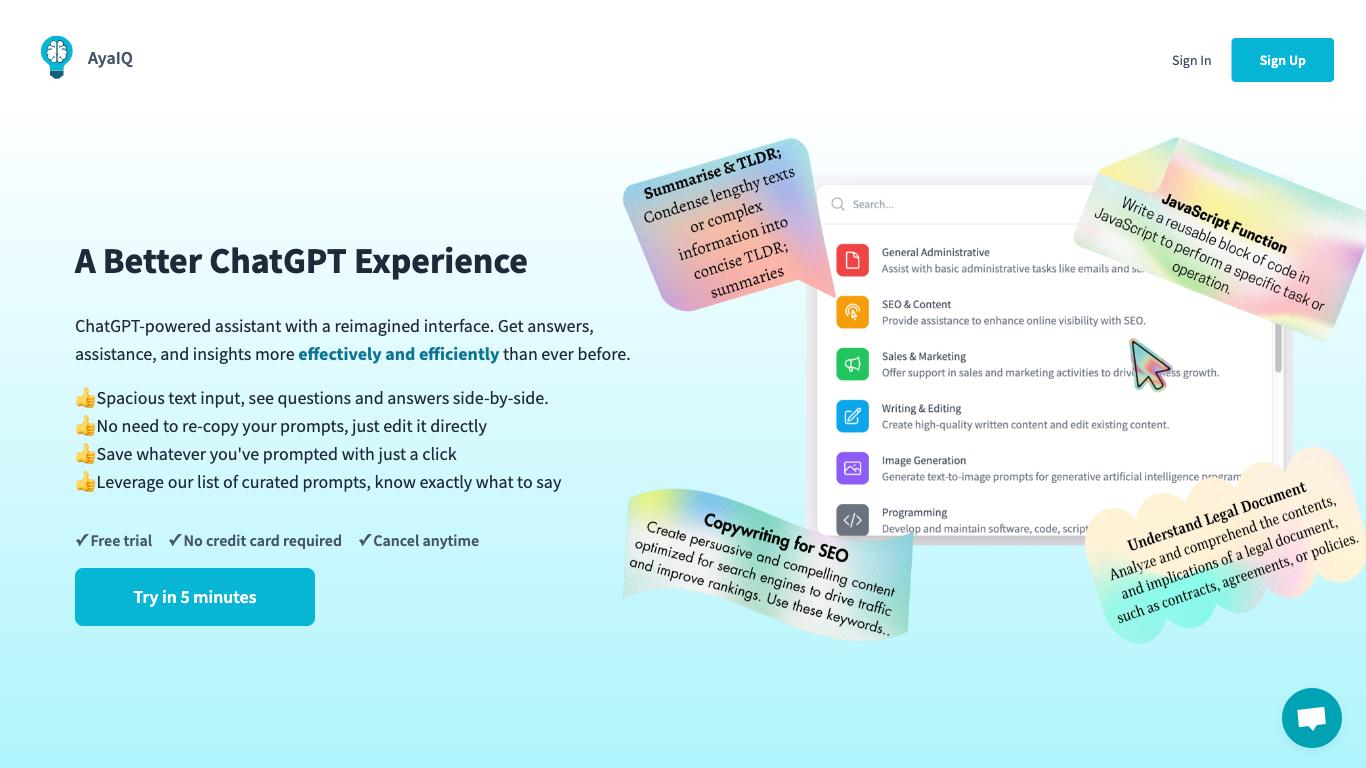 AyaIQ
Sign In
Sign Up
A Better ChatGPT Experience
ChatGPT-powered assistant with a reimagined interface. Get answers,
assistance, and insights more effectively and efficiently than ever before.
👍Spacious text input, see questions and answers side-by-side.
👍No need to re-copy your prompts, just edit it directly
👍Save whatever you've prompted with just a click
👍Leverage our list of curated prompts, know exactly what to say
✓Free trial ✓No credit card required ✓Cancel anytime
Try in 5 minutes
Summarise & TLDR;
Condense lengthy texts
or complex
information into
concise TLDR;
summaries
JavaScript Function
Write a reusable block of code in
JavaScript to perform a specific task or
operation.
Search...
General Administrative
Assist with basic administrative tasks like emails and
SEO & Content
Provide assistance to enhance online visibility with SEO.
Sales & Marketing
Offer support in sales and marketing activities to growth.
Writing & Editing
Create high-quality written content and edit existing content.
Image Generation
Generate text-to-image prompts for generative artificial intelligence
Programming
Develop and maintain software, code,
Copywriting for SEO
Create persuasive and compelling content
optimized for search engines to drive traffic
and improve rankings. Use these keywords..
Understand Legal Document
Analyze and comprehend the contents,
and implications of a legal document,
such as contracts, agreements, or policies.